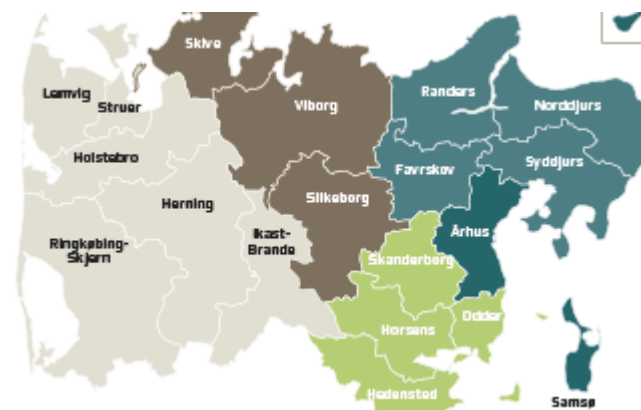 Skive
Lemvig
Struer
Viborg
Randers
Norddjurs
Holstebro
Favrskov
Syddjurs
Herning
Silkeborg
Ikast-
Brande
Århus
Ringkøbing-
Skjern
Skanderborg
Horsens
Odder
Hedensted
Samsø